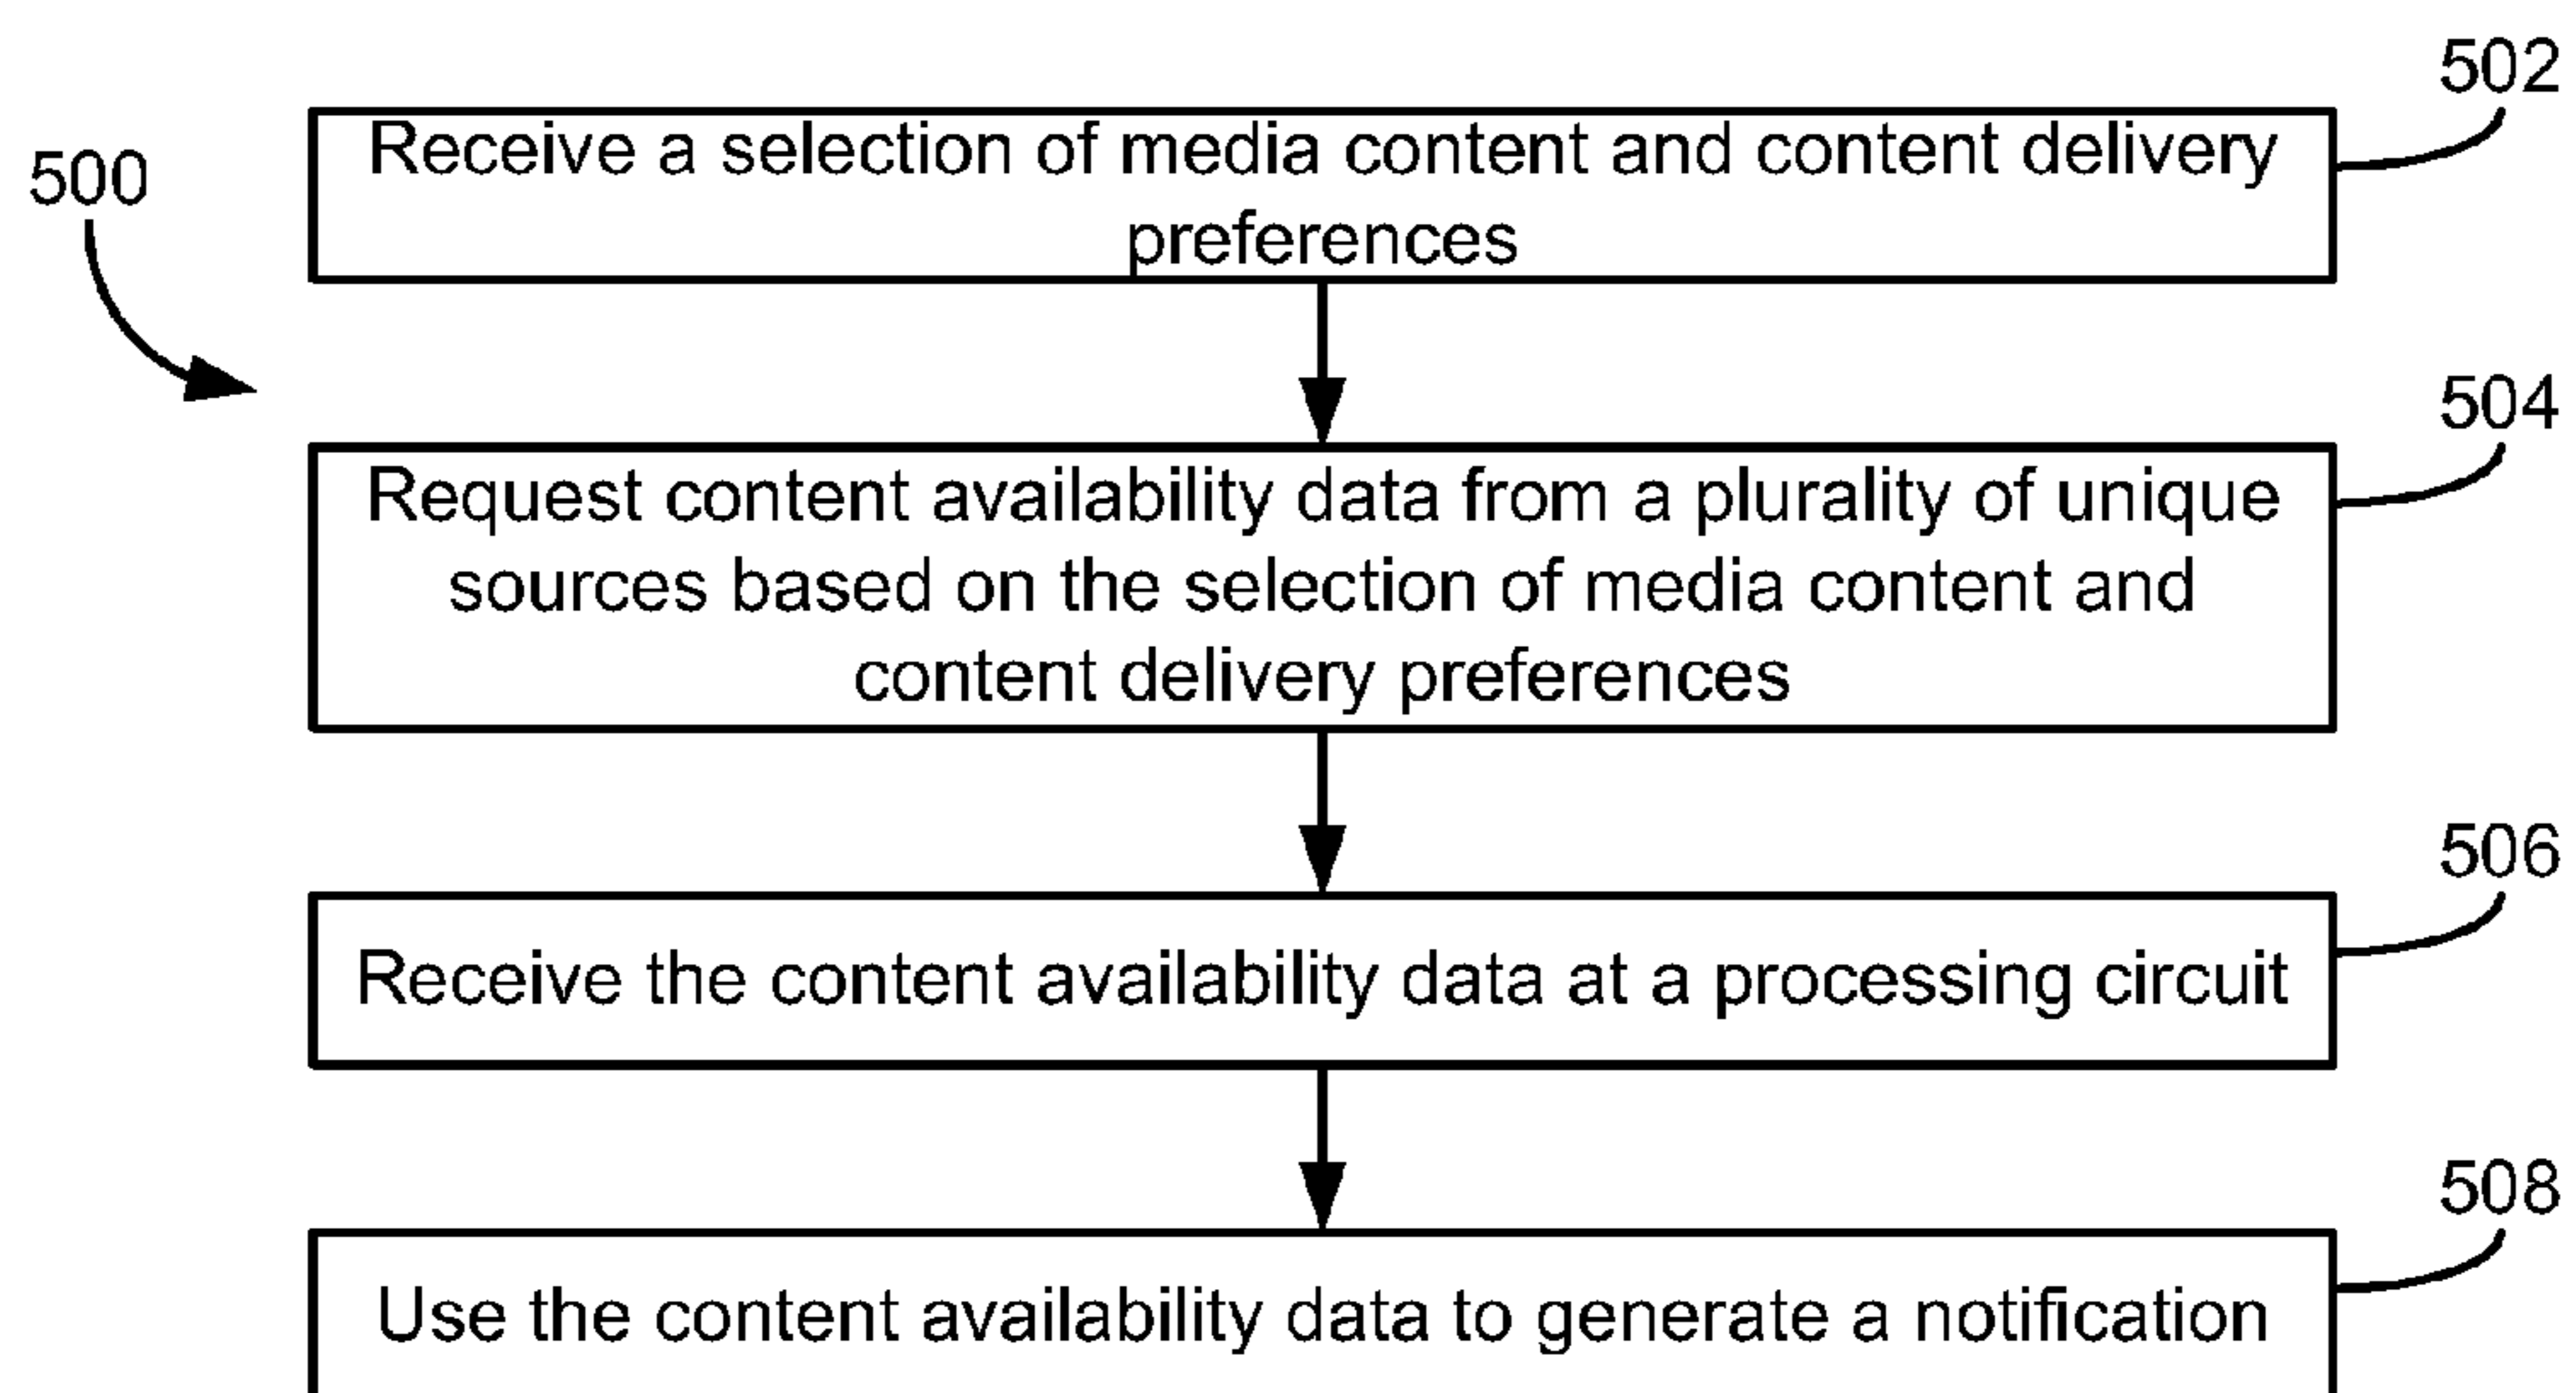 502
Receive a selection of media content and content delivery
preferences
500
504
Request content availability data from a plurality of unique
sources based on the selection of media content and
content delivery preferences
506
Receive the content availability data at a processing circuit
508
Use the content availability data to generate a notification